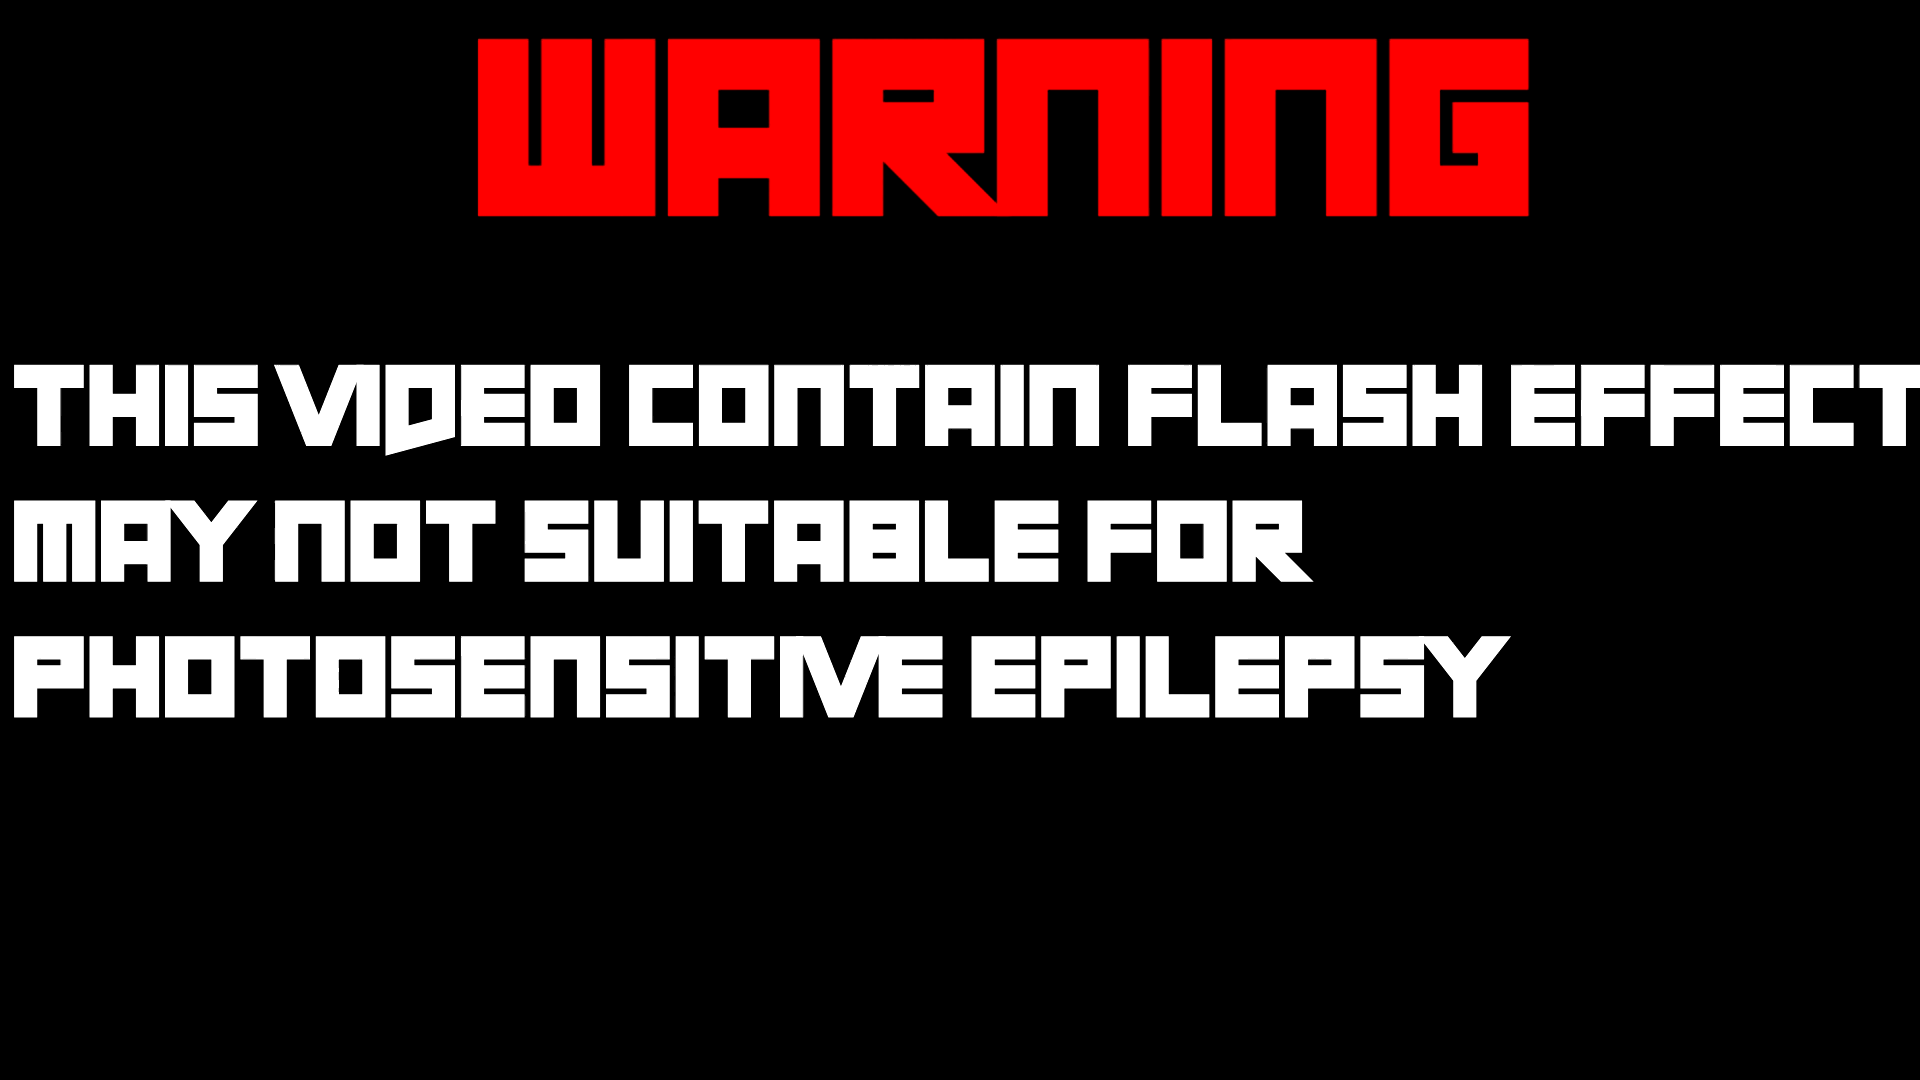 WARNING
THIS VIDEO CONTAIN FLASH EFFECT
MAY NOT SUITABLE FOR
PHOTOSENSITIVE EPILEPSY